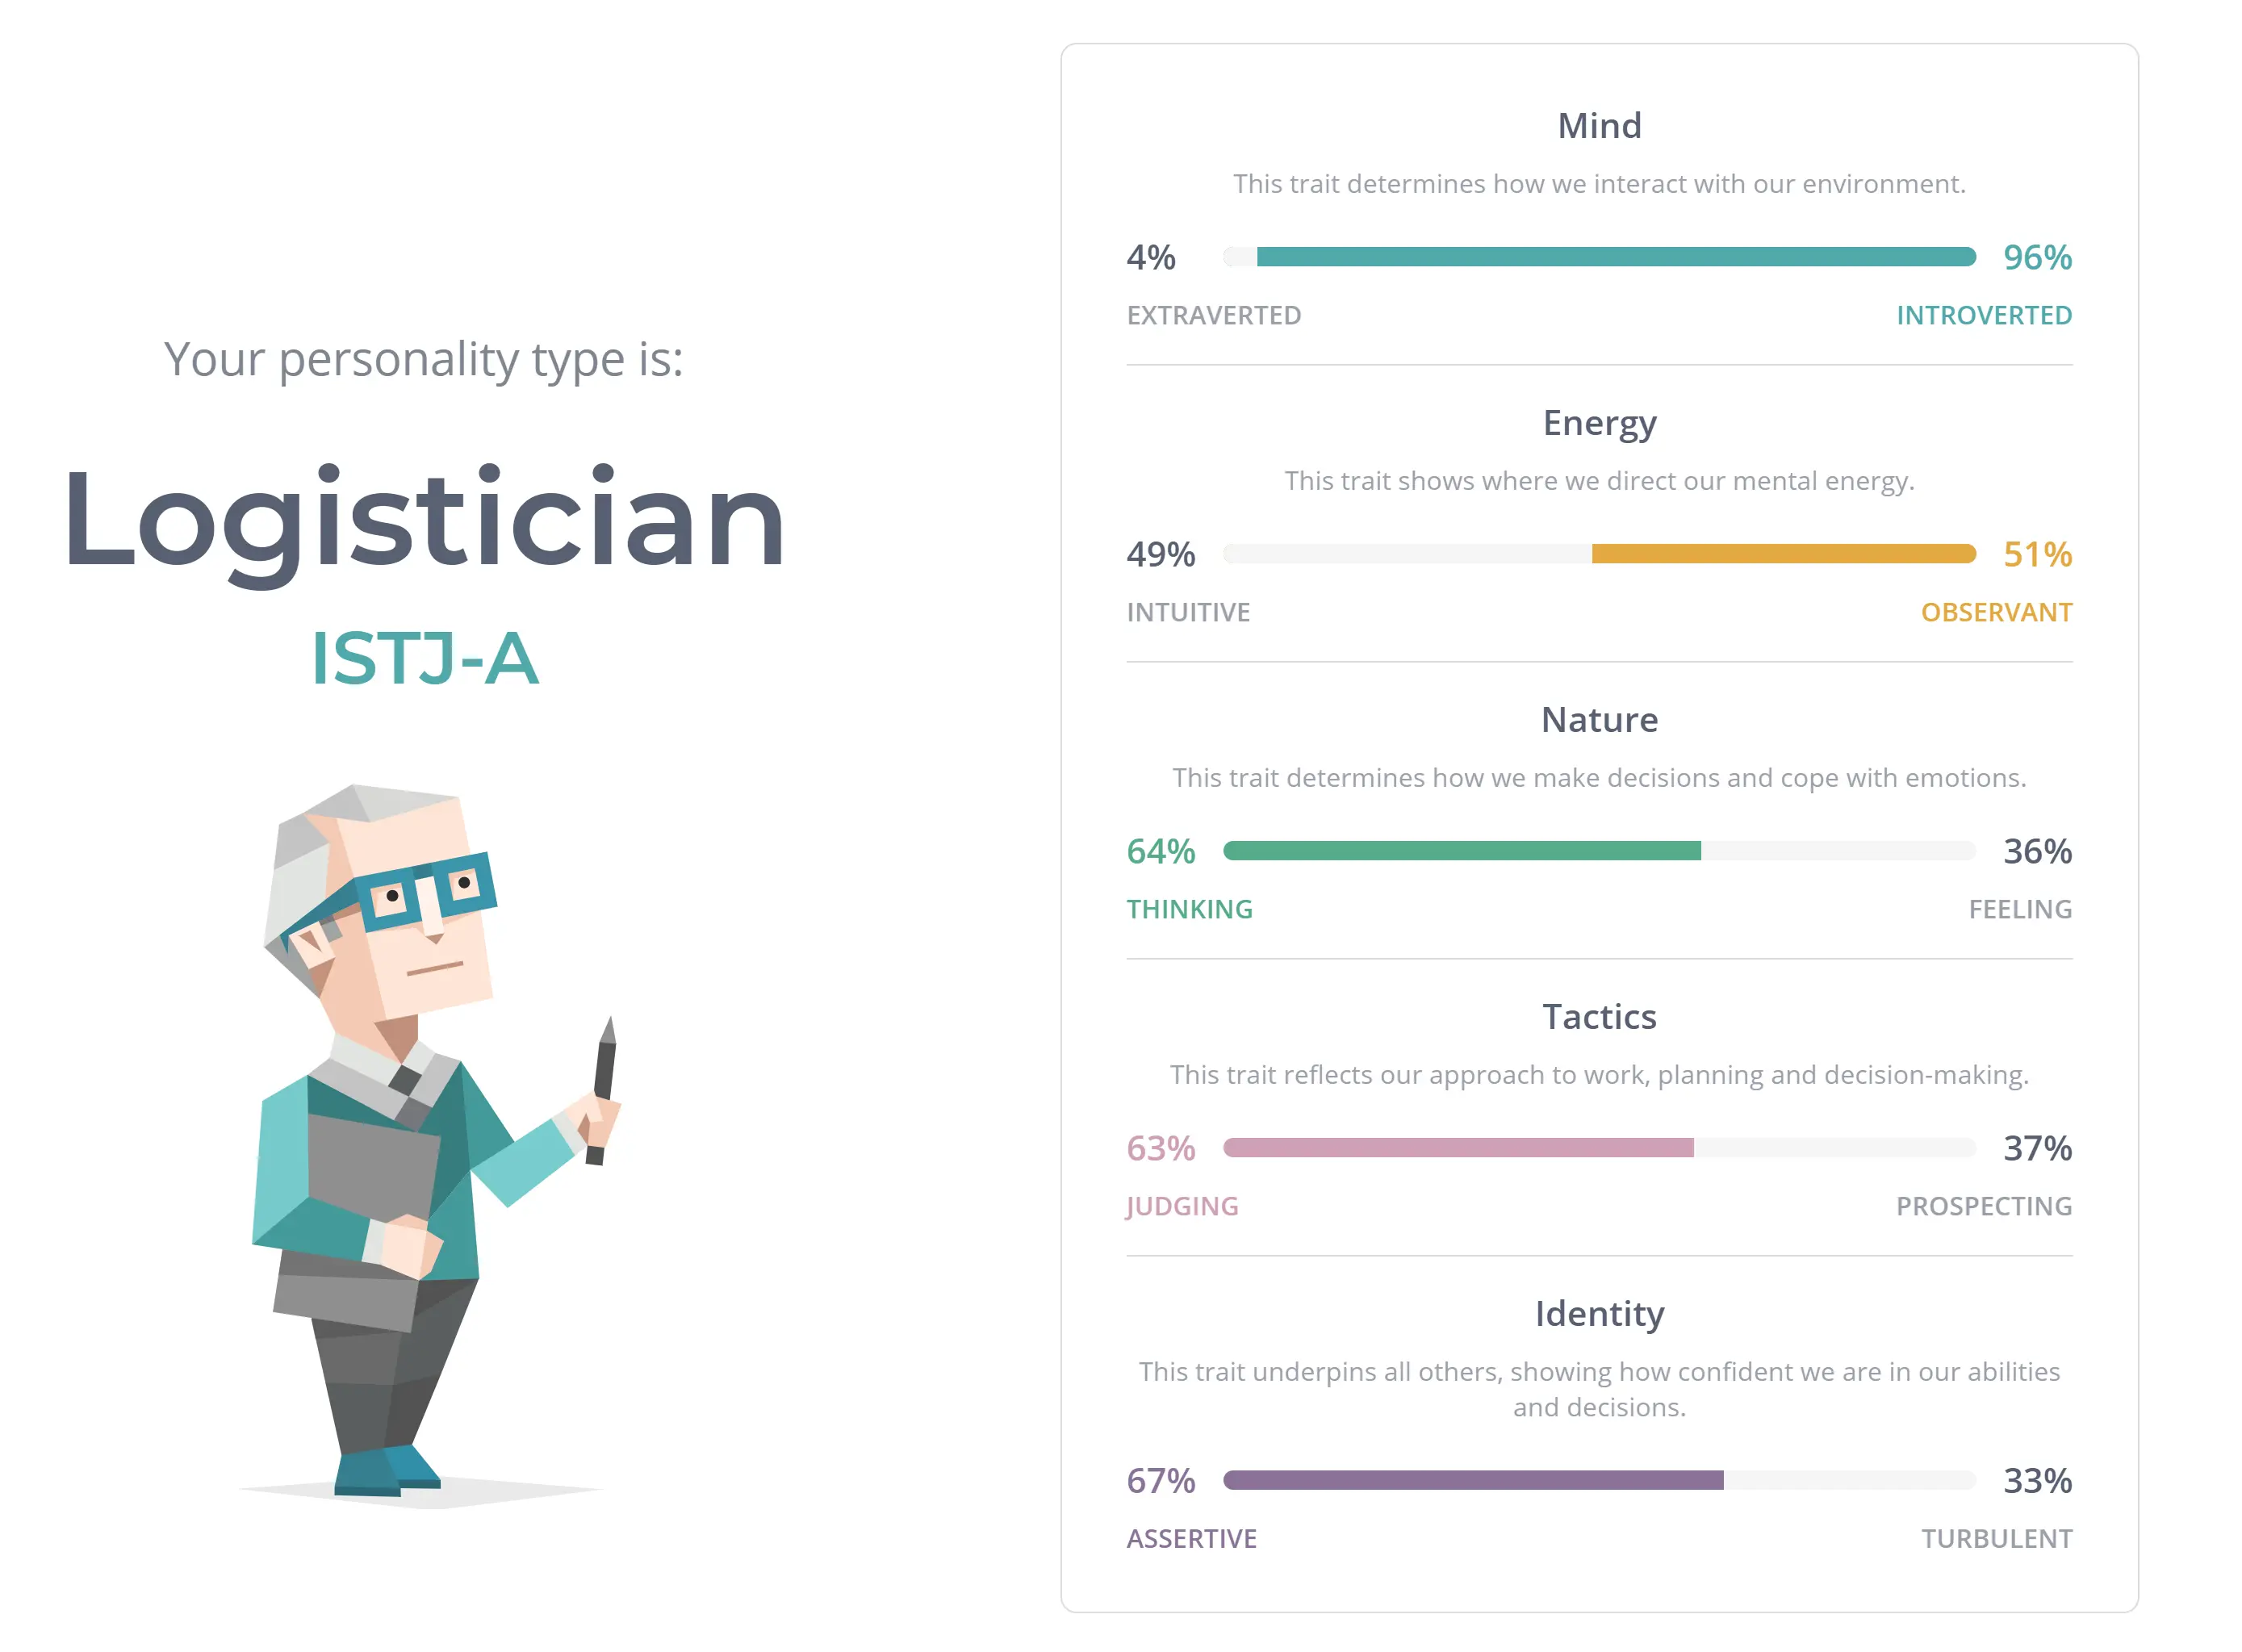 Your personality type is:
Logistician
ISTJ-A
Mind
This trait determines how we interact with our environment.
4% 96%
EXTRAVERTED INTROVERTED
Energy
This trait shows where we direct our mental energy.
49% 51%
INTUITIVE OBSERVANT
Nature
This trait determines how we make decisions and cope with emotions.
64% 36%
THINKING FEELING
Tactics
This trait reflects our approach to work, planning and decision-making.
63% 37%
JUDGING PROSPECTING
Identity
This trait underpins all others, showing how confident we are in our abilities
and decisions.
67% 33%
ASSERTIVE TURBULENT